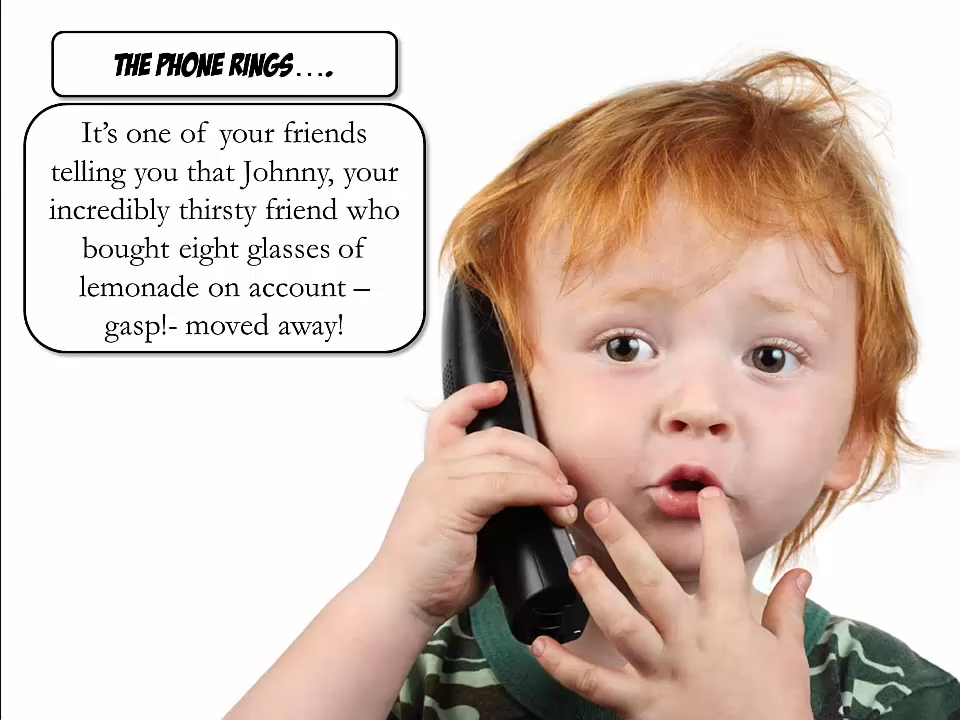 THE PHONE RINGS….
It's one of your friends
telling you that Johnny, your
incredibly thirsty friend who
bought eight glasses of
lemonade on account –
gasp!- moved away!